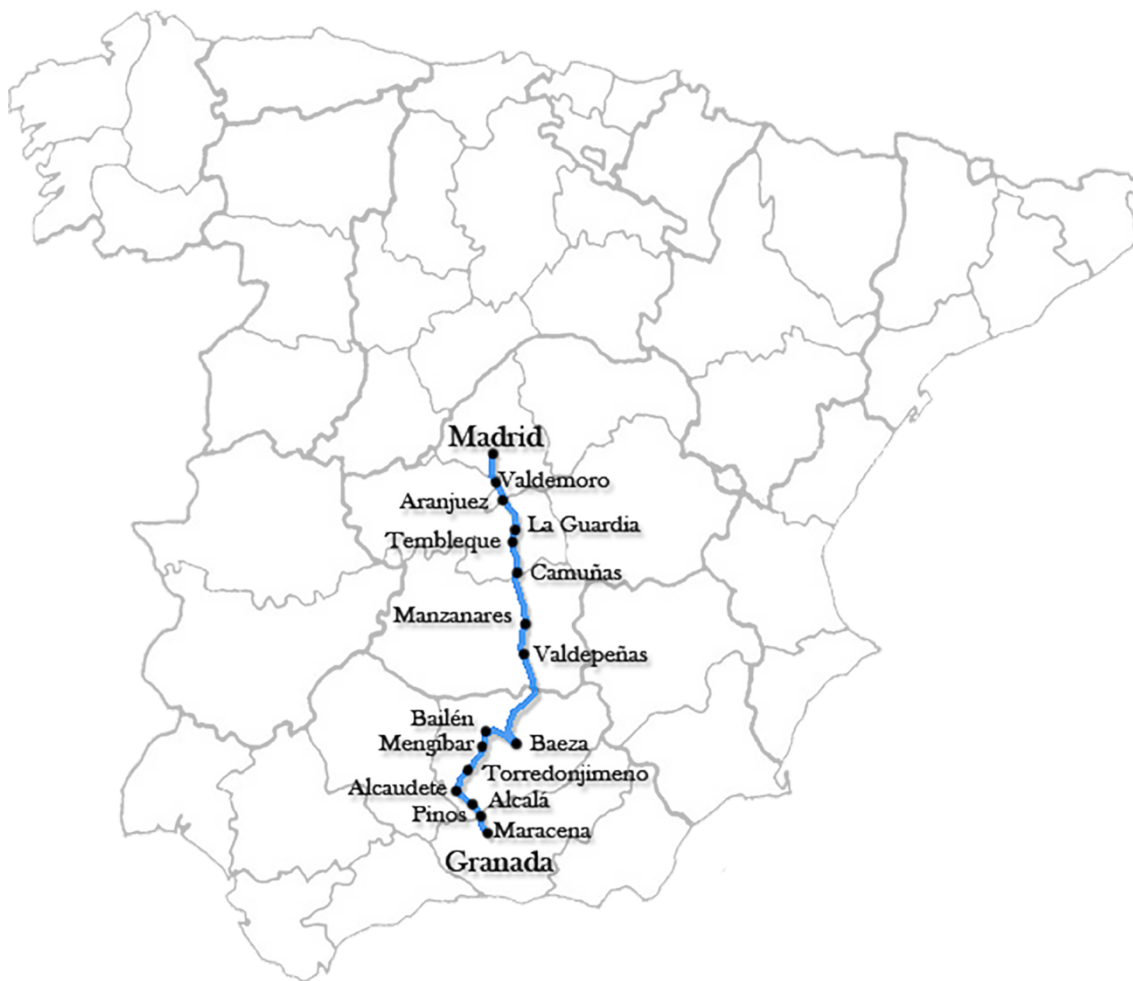 Madrid
Valdemoro
Aranjuez
La Guardia
Tembleque
Camuñas
Manzanares
Valdepeñas
Bailén
Mengíbar
Baeza
Torredonjimeno
Alcaudete
Alcalá
Pinos
Maracena
Granada